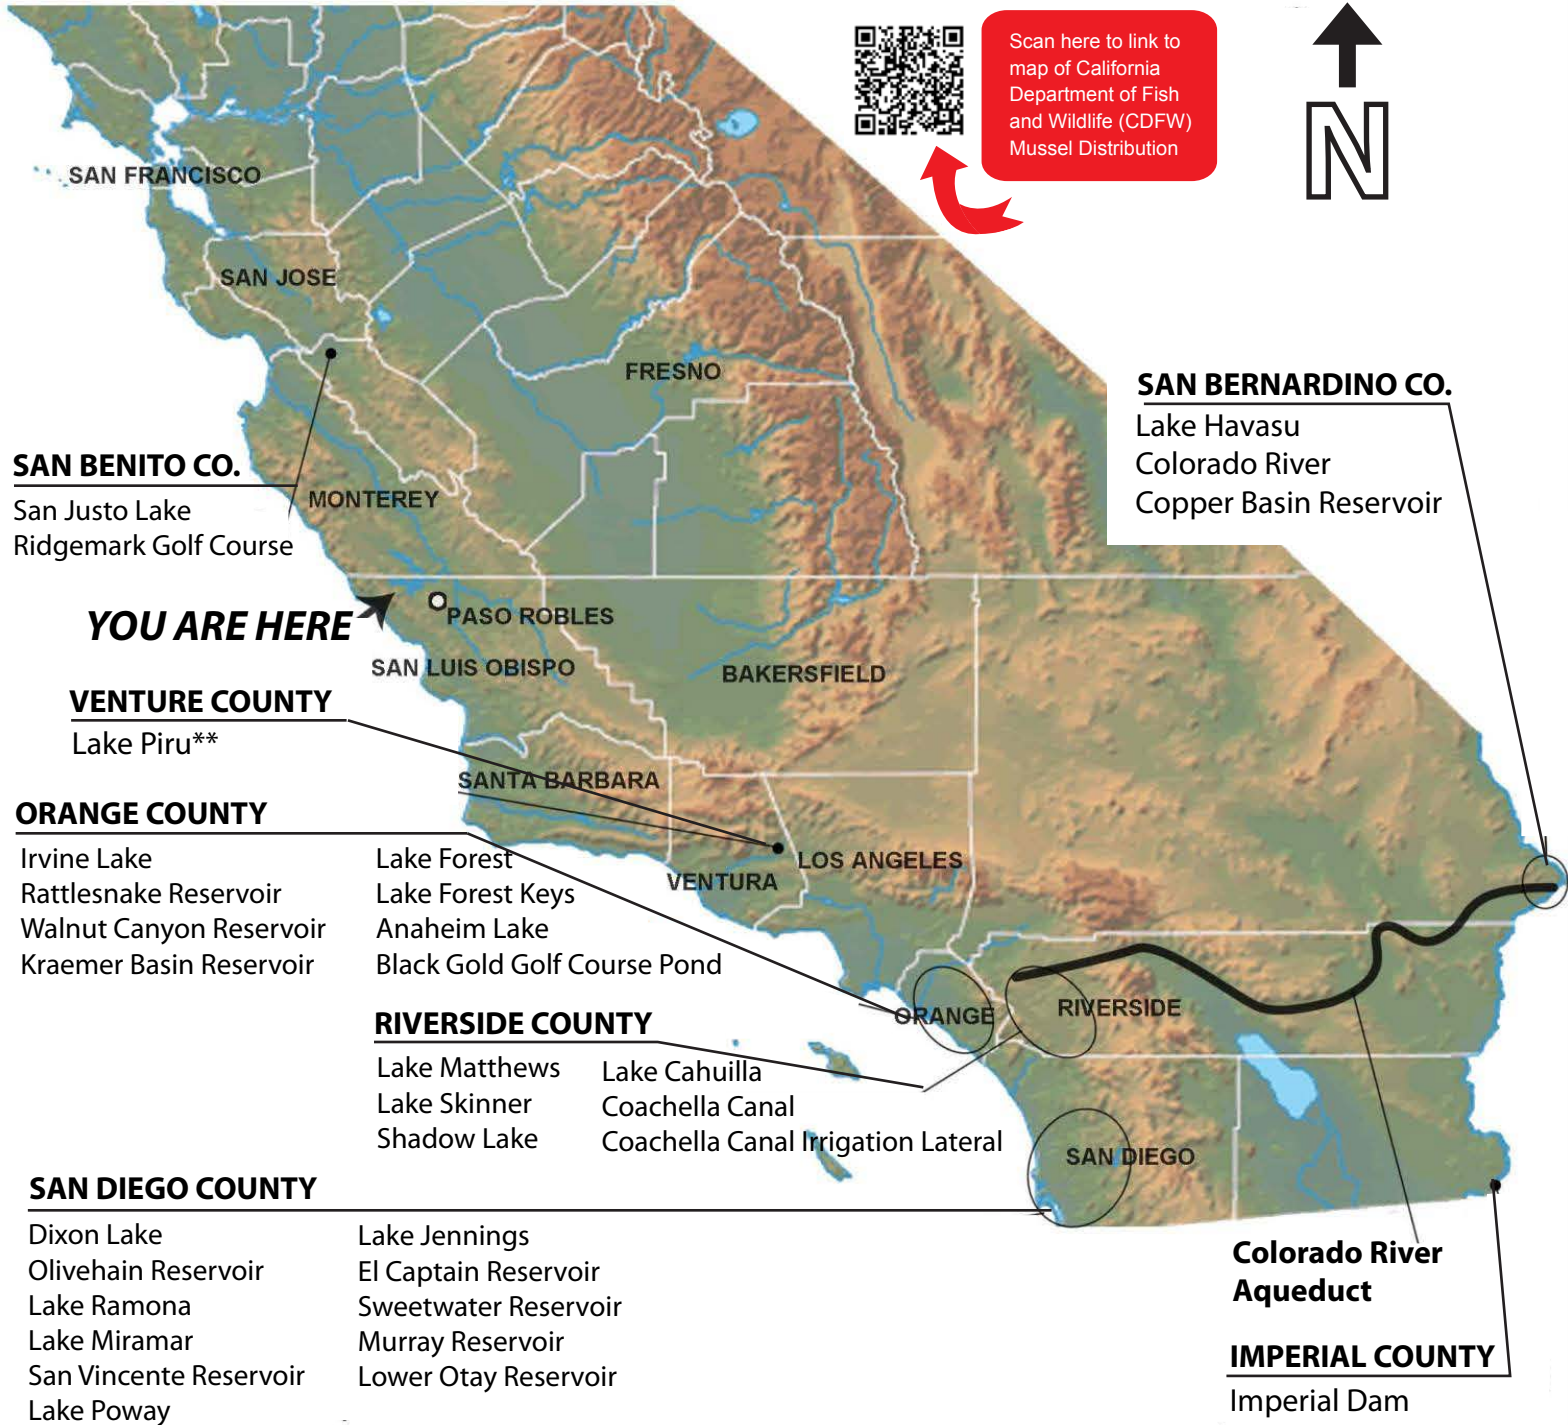 Scan here to link to
map of California
Department of Fish
and Wildlife (CDFW)
Mussel Distribution
N
SAN FRANCISCO
SAN JOSE
FRESNO
SAN BERNARDINO CO.
Lake Havasu
Colorado River
Copper Basin Reservoir
SAN BENITO CO.
San Justo Lake
Ridgemark Golf Course
MONTEREY
YOU ARE HERE
PASO ROBLES
SAN LUIS OBISPO
BAKERSFIELD
VENTURE COUNTY
Lake Piru**
SANTA BARBARA
ORANGE COUNTY
Irvine Lake
Rattlesnake Reservoir
Walnut Canyon Reservoir
Kraemer Basin Reservoir
Lake Forest
Lake Forest Keys
Anaheim Lake
Black Gold Golf Course Pond
LOS ANGELES
VENTURA
ORANGE
RIVERSIDE
RIVERSIDE COUNTY
Lake Matthews
Lake Skinner
Shadow Lake
Lake Cahuilla
Coachella Canal
Coachella Canal Irrigation Lateral
SAN DIEGO
SAN DIEGO COUNTY
Dixon Lake
Olivehain Reservoir
Lake Ramona
Lake Miramar
San Vincente Reservoir
Lake Poway
Lake Jennings
El Captain Reservoir
Sweetwater Reservoir
Murray Reservoir
Lower Otay Reservoir
Colorado River
Aqueduct
IMPERIAL COUNTY
Imperial Dam